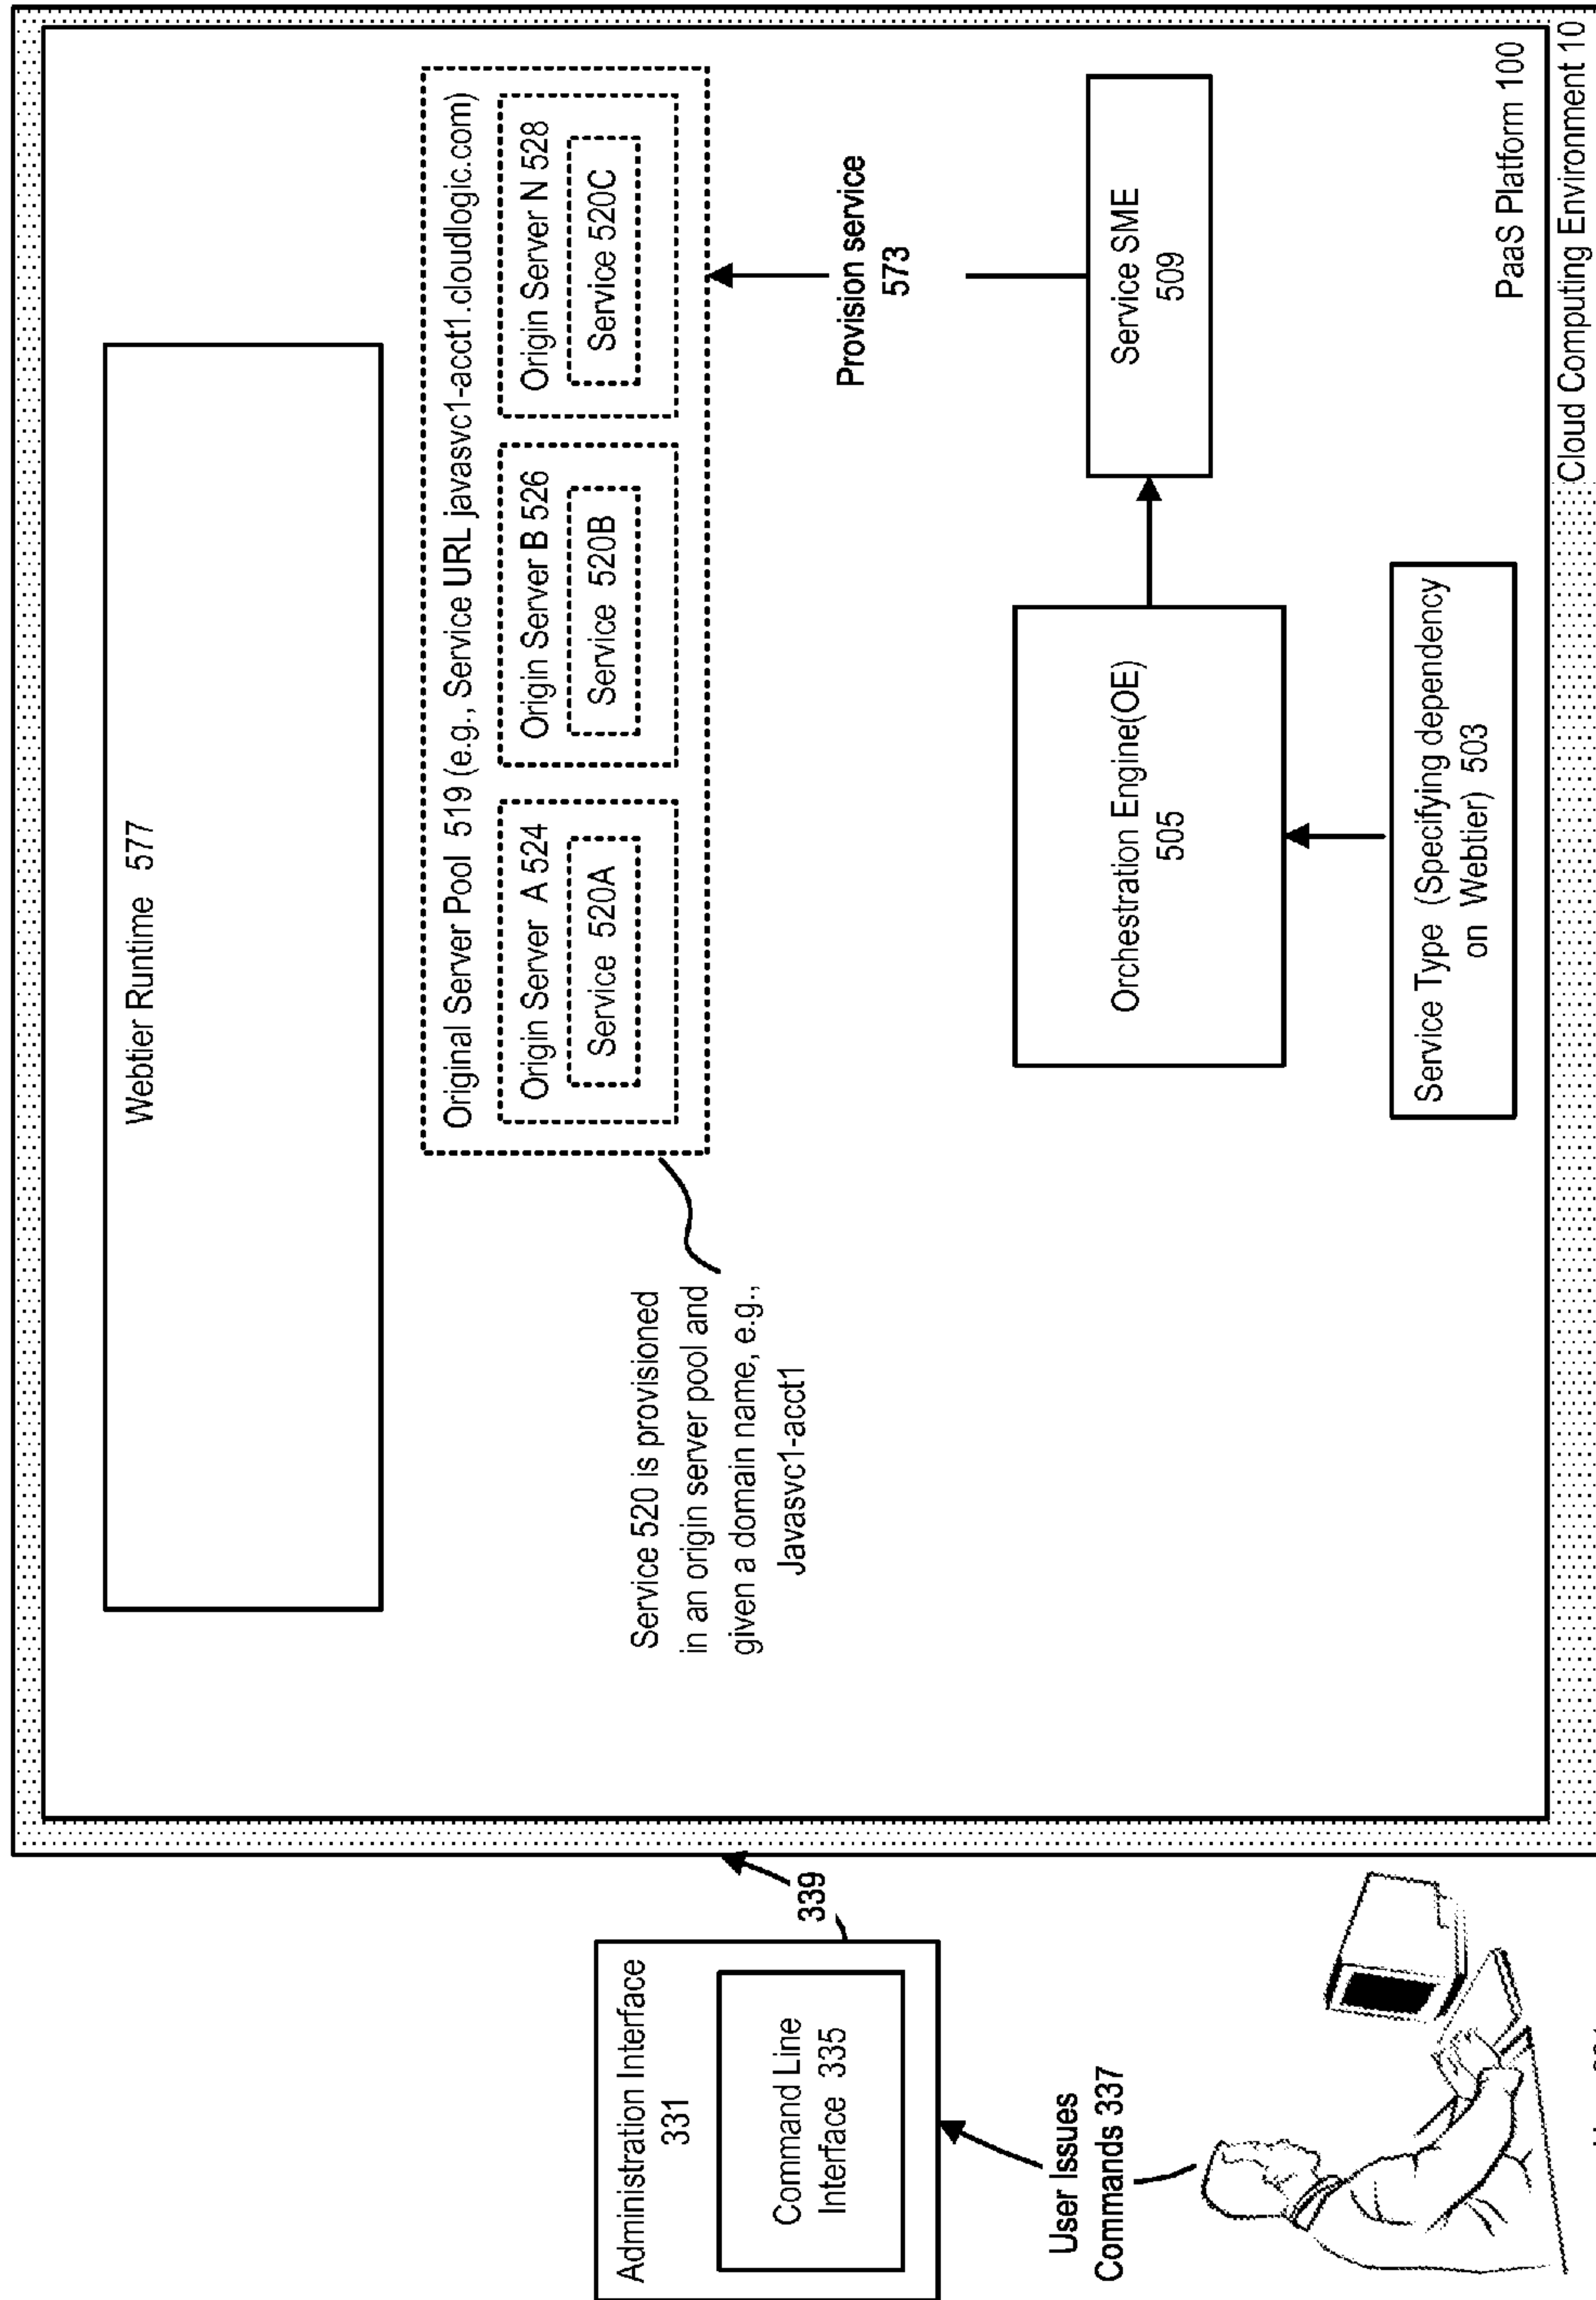 Webtier Runtime 577
Original Server Pool 519 (e.g., Service URL javasvc1-acct1.cloudlogic.com)
Origin Server A 524
Service 520A
Origin Server B 526
Service 520B
Origin Server N 528
Service 520C
Service 520 is provisioned
in an origin server pool and
given a domain name, e.g.,
Javasvc1-acct1
Provision service
573
Administration Interface
331
Command Line
Interface 335
339
User Issues
Commands 337
Orchestration Engine(OE)
505
Service SME
509
Service Type (Specifying dependency
on Webtier) 503
PaaS Platform 100
Cloud Computing Environment 10